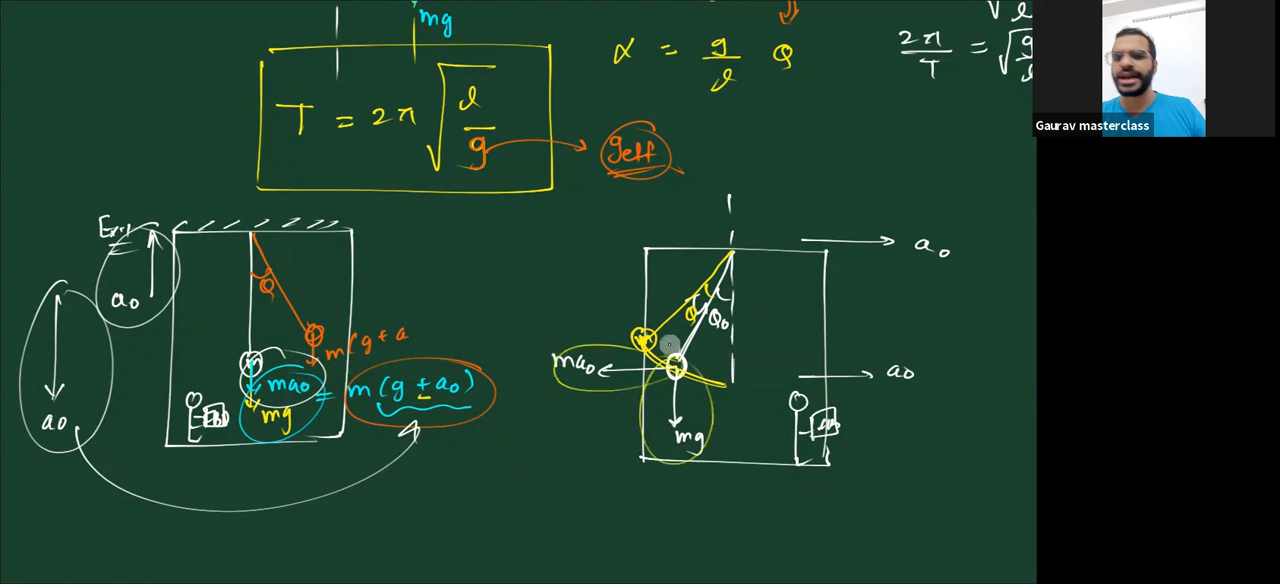 mg
T = 2π √ l / g
geff
α = g / l θ
√ l
2π / T = √ g / l
Gaurav masterclass
a₀
a₀
θ
m(g + a
m
ma₀ = m(g ± a₀)
mg
a₀
a₀
θ θ₀
m
ma₀
mg
a₀